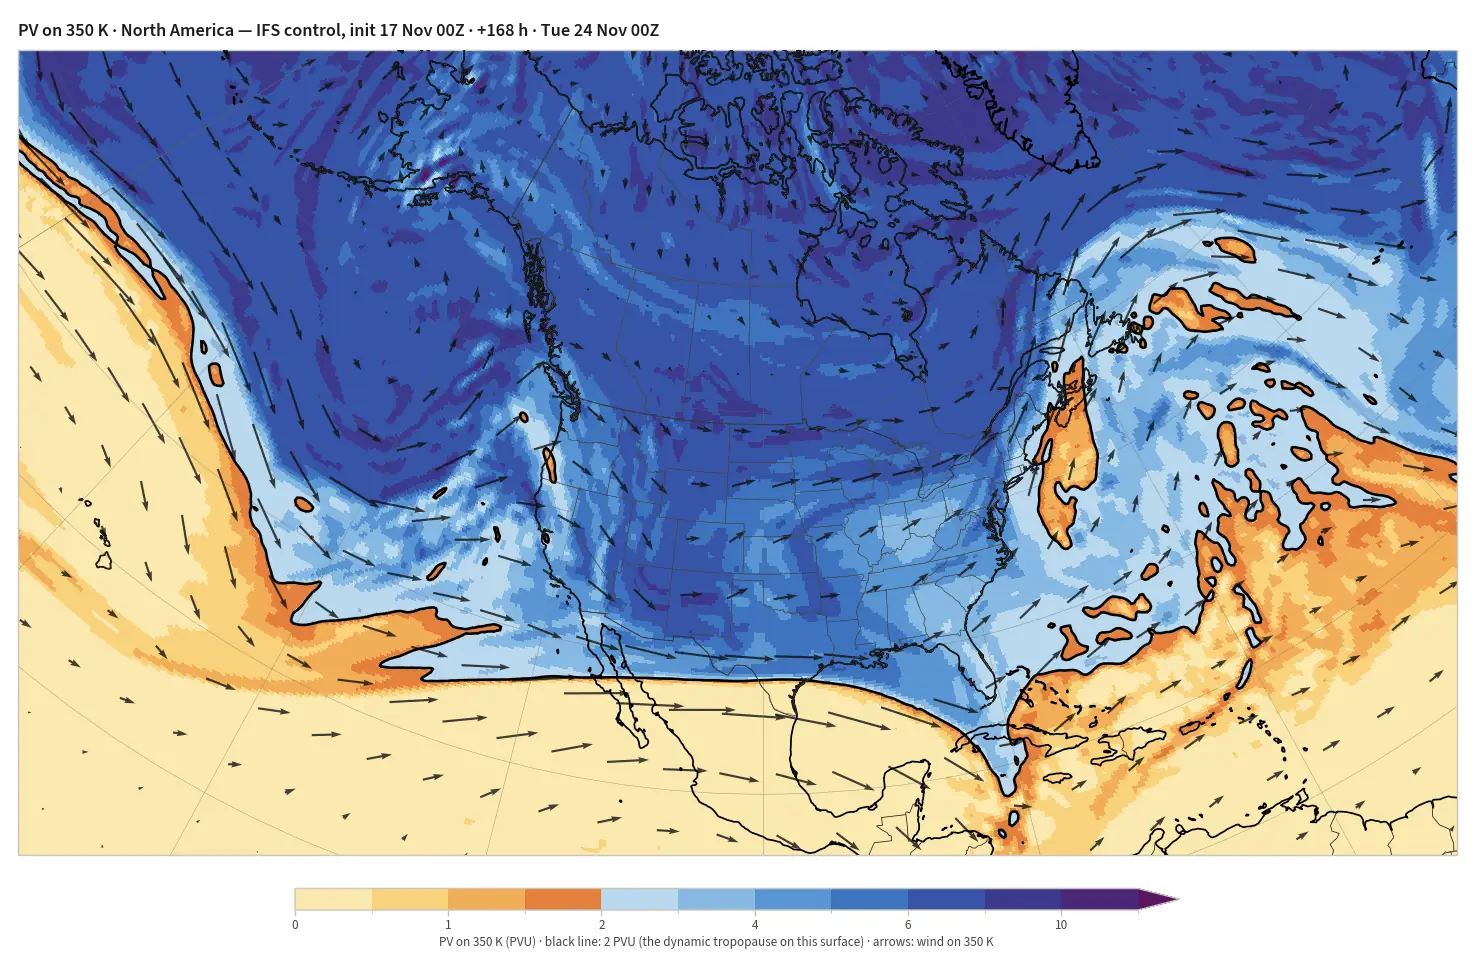 PV on 350 K · North America — IFS control, init 17 Nov 00Z · +168 h · Tue 24 Nov 00Z
0 1 2 4 6 10
PV on 350 K (PVU) · black line: 2 PVU (the dynamic tropopause on this surface) · arrows: wind on 350 K